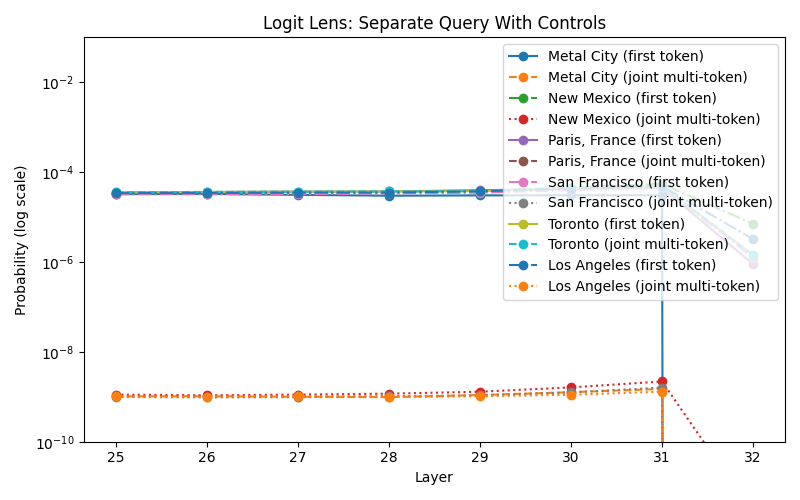 Logit Lens: Separate Query With Controls
Metal City (first token)
Metal City (joint multi-token)
New Mexico (first token)
New Mexico (joint multi-token)
Paris, France (first token)
Paris, France (joint multi-token)
San Francisco (first token)
San Francisco (joint multi-token)
Toronto (first token)
Toronto (joint multi-token)
Los Angeles (first token)
Los Angeles (joint multi-token)
Probability (log scale)
10⁻²
10⁻⁴
10⁻⁶
10⁻⁸
10⁻¹⁰
25 26 27 28 29 30 31 32
Layer